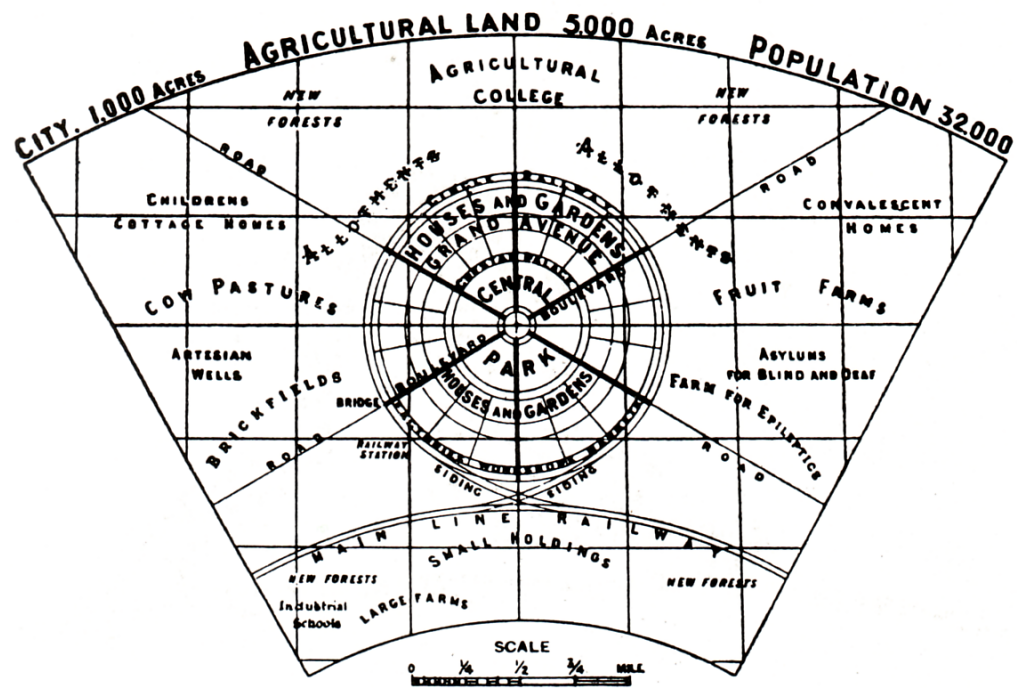 CITY. 1,000 ACRES AGRICULTURAL LAND 5,000 ACRES POPULATION 32,000
AGRICULTURAL
COLLEGE
NEW
FORESTS
NEW
FORESTS
ROAD
ROAD
ALLOTMENTS
ALLOTMENTS
CHILDRENS
COTTAGE HOMES
CONVALESCENT
HOMES
CIRCLE RAILWAY
HOUSES AND GARDENS
GRAND AVENUE
CRYSTAL PALACE
CENTRAL
PARK
BOULEVARD
BOULEVARD
COW PASTURES
FRUIT FARMS
ARTESIAN
WELLS
ASYLUMS
FOR BLIND AND DEAF
BRICKFIELDS
BRIDGE
HOUSES AND GARDENS
FARM FOR EPILEPTICS
ROAD
ROAD
RAILWAY
STATION
SIDING
SIDING
MAIN LINE RAILWAY
SMALL HOLDINGS
NEW FORESTS
NEW FORESTS
Industrial
Schools
LARGE FARMS
SCALE
0 ¼ ½ ¾ MILE